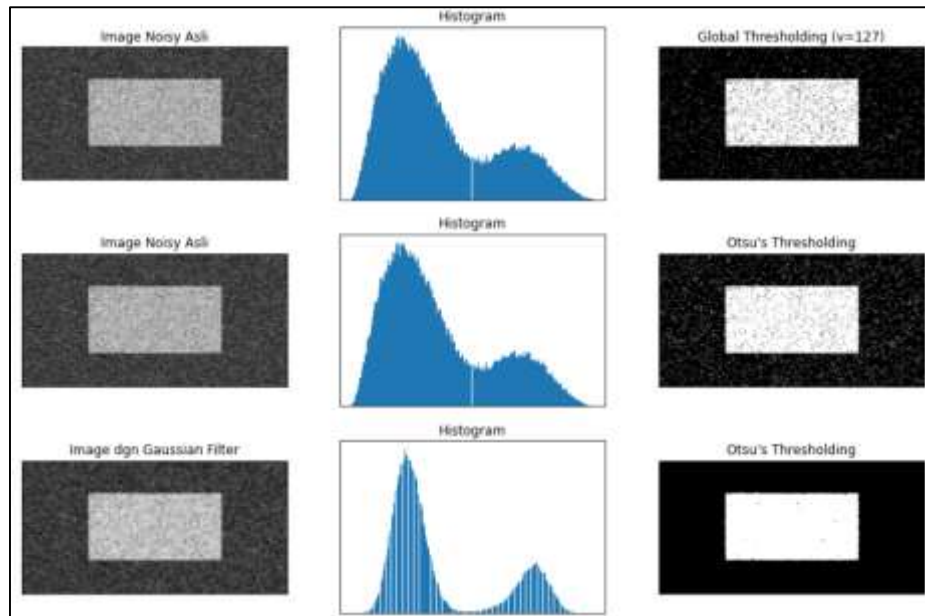 Image Noisy Asli
Histogram
Global Thresholding (v=127)
Image Noisy Asli
Histogram
Otsu's Thresholding
Image dgn Gaussian Filter
Histogram
Otsu's Thresholding